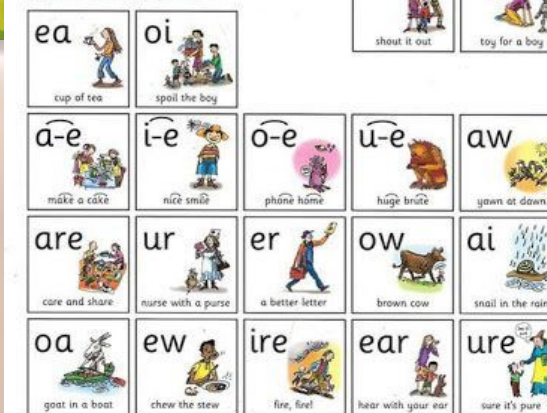 shout it out
toy for a boy
ea
cup of tea
oi
spoil the boy
a-e
make a cake
i-e
nice smile
o-e
phone home
u-e
huge brute
aw
yawn at dawn
are
care and share
ur
nurse with a purse
er
a better letter
ow
brown cow
ai
snail in the rain
oa
goat in a boat
ew
chew the stew
ire
fire, fire!
ear
hear with your ear
ure
sure it's pure